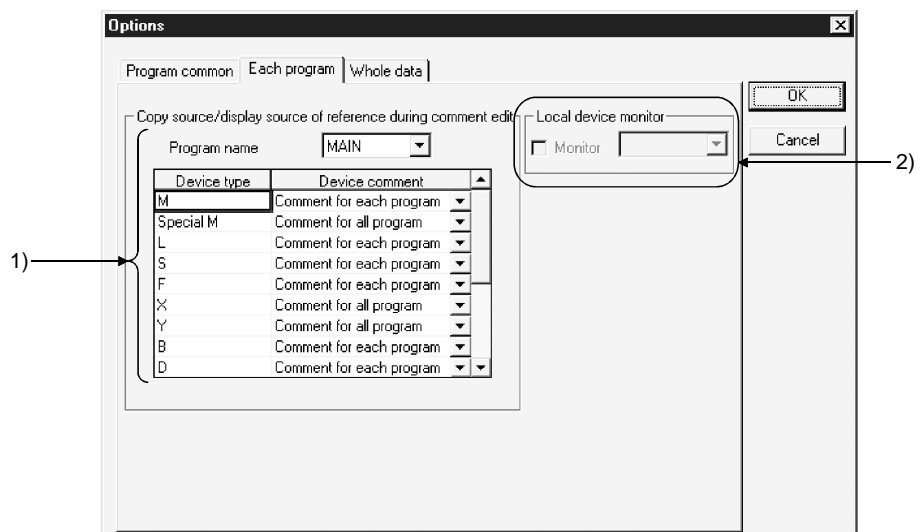 Options
Program common Each program Whole data
OK
Cancel
Copy source/display source of reference during comment edit
Local device monitor
Program name MAIN
Monitor
Device type Device comment
M Comment for each program
Special M Comment for all program
L Comment for each program
S Comment for each program
F Comment for each program
X Comment for all program
Y Comment for all program
B Comment for each program
D Comment for each program
1)
2)